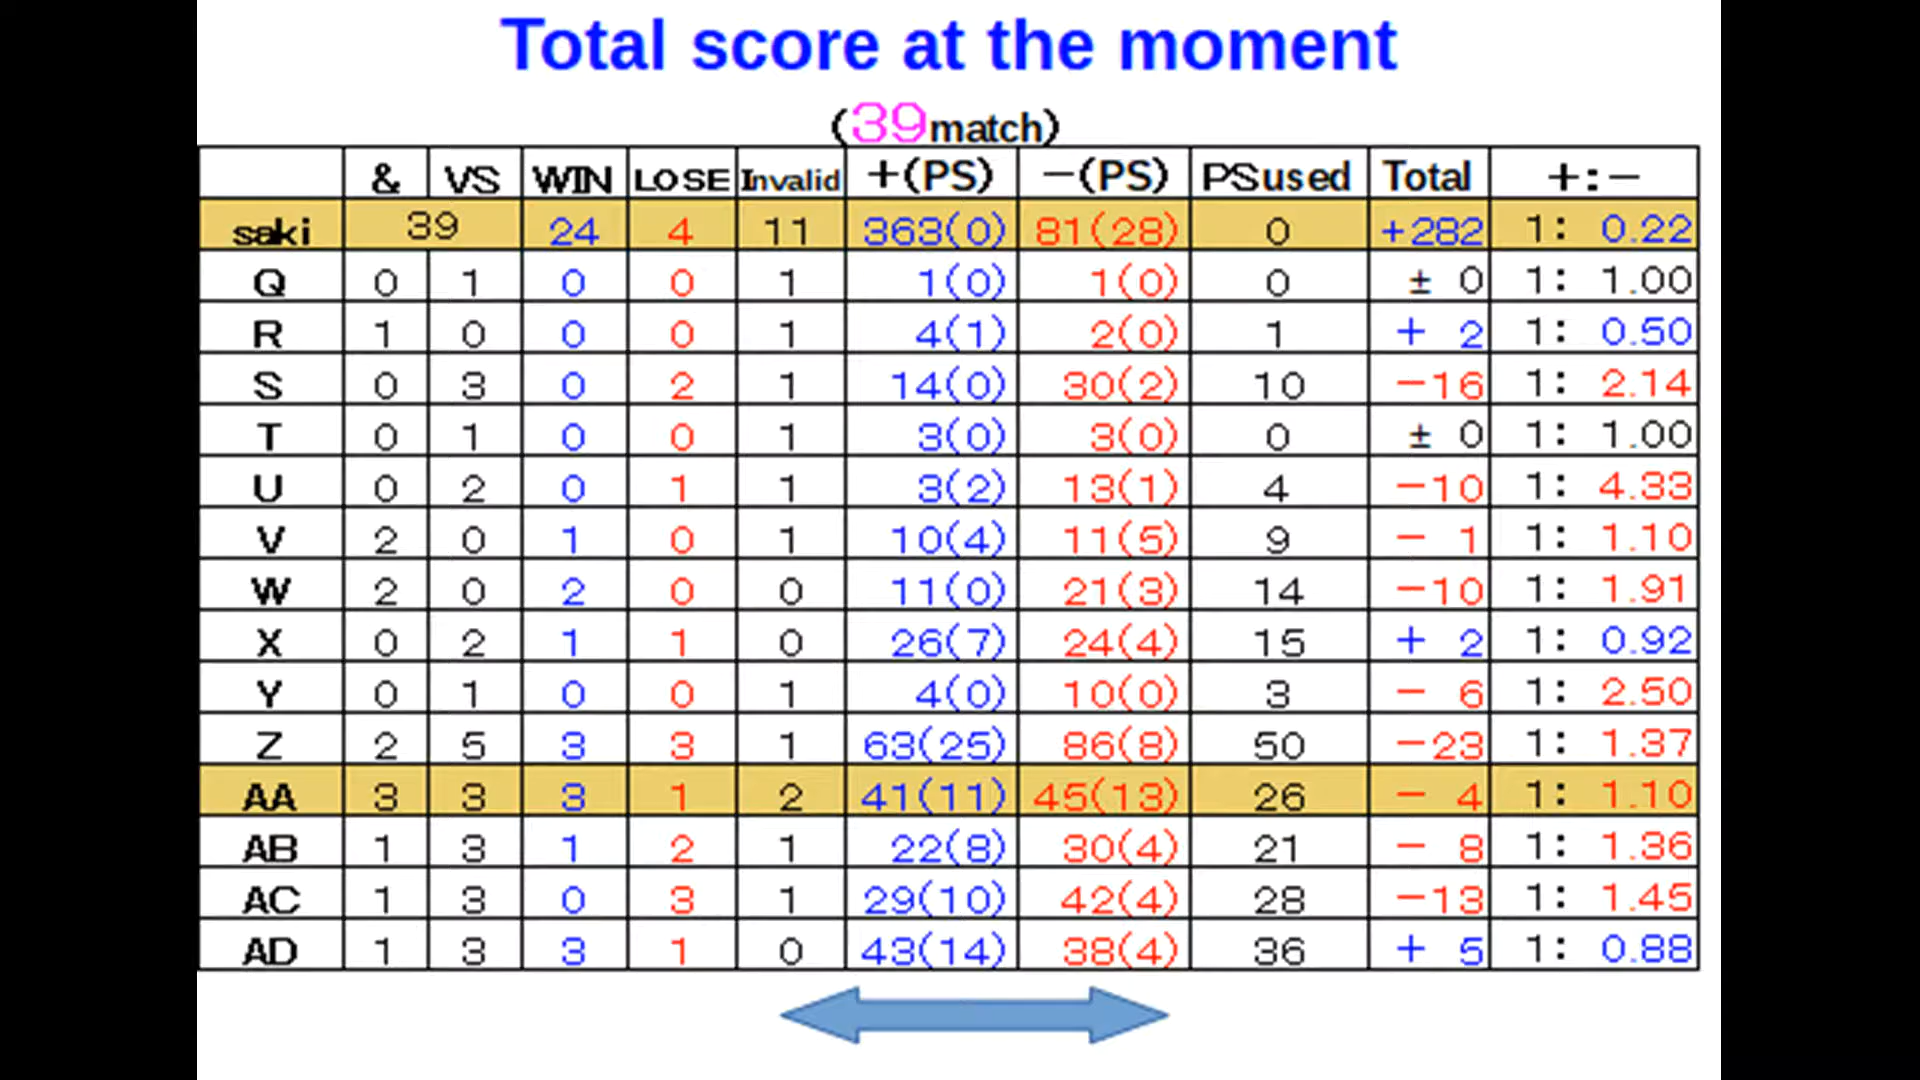 Total score at the moment
(39match)
& VS WIN LOSE Invalid +(PS) −(PS) PSused Total +:−
saki 39 24 4 11 363(0) 81(28) 0 +282 1: 0.22
Q 0 1 0 0 1 1(0) 1(0) 0 ± 0 1: 1.00
R 1 0 0 0 1 4(1) 2(0) 1 + 2 1: 0.50
S 0 3 0 2 1 14(0) 30(2) 10 −16 1: 2.14
T 0 1 0 0 1 3(0) 3(0) 0 ± 0 1: 1.00
U 0 2 0 1 1 3(2) 13(1) 4 −10 1: 4.33
V 2 0 1 0 1 10(4) 11(5) 9 − 1 1: 1.10
W 2 0 2 0 0 11(0) 21(3) 14 −10 1: 1.91
X 0 2 1 1 0 26(7) 24(4) 15 + 2 1: 0.92
Y 0 1 0 0 1 4(0) 10(0) 3 − 6 1: 2.50
Z 2 5 3 3 1 63(25) 86(8) 50 −23 1: 1.37
AA 3 3 3 1 2 41(11) 45(13) 26 − 4 1: 1.10
AB 1 3 1 2 1 22(8) 30(4) 21 − 8 1: 1.36
AC 1 3 0 3 1 29(10) 42(4) 28 −13 1: 1.45
AD 1 3 3 1 0 43(14) 38(4) 36 + 5 1: 0.88